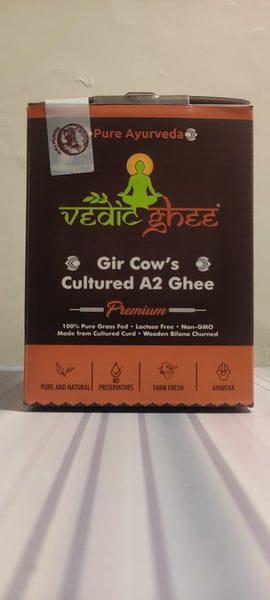 Pure Ayurveda
vedic ghee
Gir Cow's
Cultured A2 Ghee
Premium
100% Pure Grass Fed • Lactose Free • Non-GMO
Made from Cultured Curd • Wooden Bilona Churned
PURE AND NATURAL
NO
PRESERVATIVES
FARM FRESH
AHIMSAK